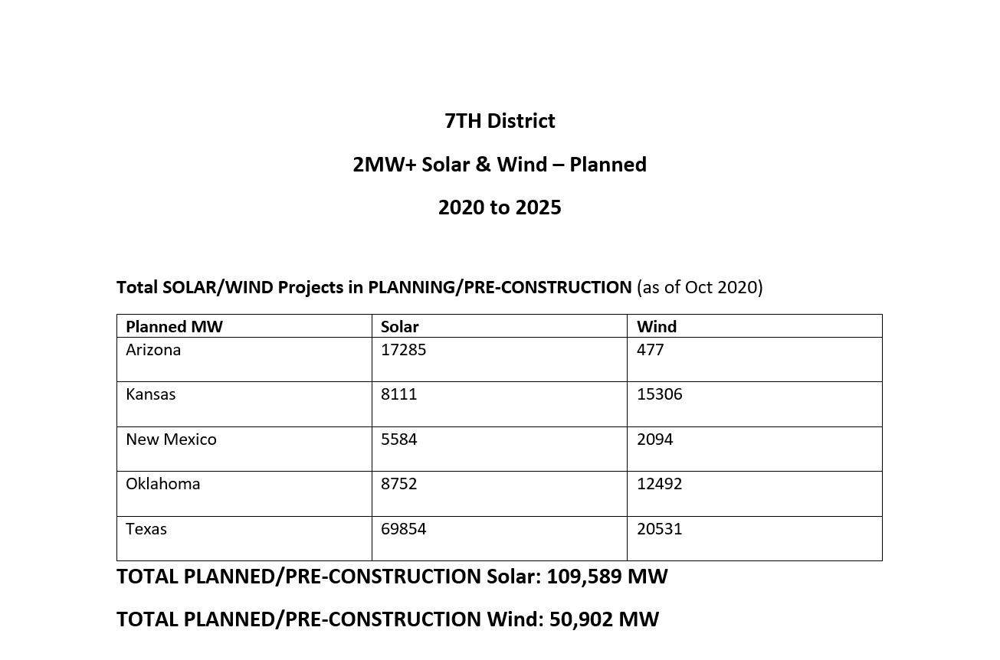 7TH District
2MW+ Solar & Wind – Planned
2020 to 2025
Total SOLAR/WIND Projects in PLANNING/PRE-CONSTRUCTION (as of Oct 2020)
Planned MW Solar Wind
Arizona 17285 477
Kansas 8111 15306
New Mexico 5584 2094
Oklahoma 8752 12492
Texas 69854 20531
TOTAL PLANNED/PRE-CONSTRUCTION Solar: 109,589 MW
TOTAL PLANNED/PRE-CONSTRUCTION Wind: 50,902 MW